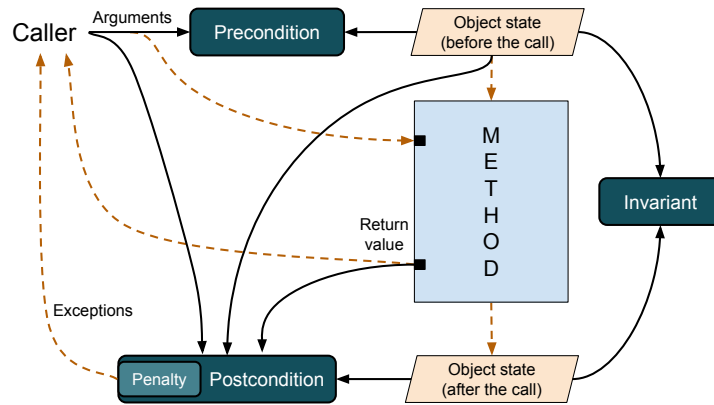 Arguments
Caller
Precondition
Object state
(before the call)
M
E
T
H
O
D
Invariant
Return
value
Exceptions
Penalty
Postcondition
Object state
(after the call)